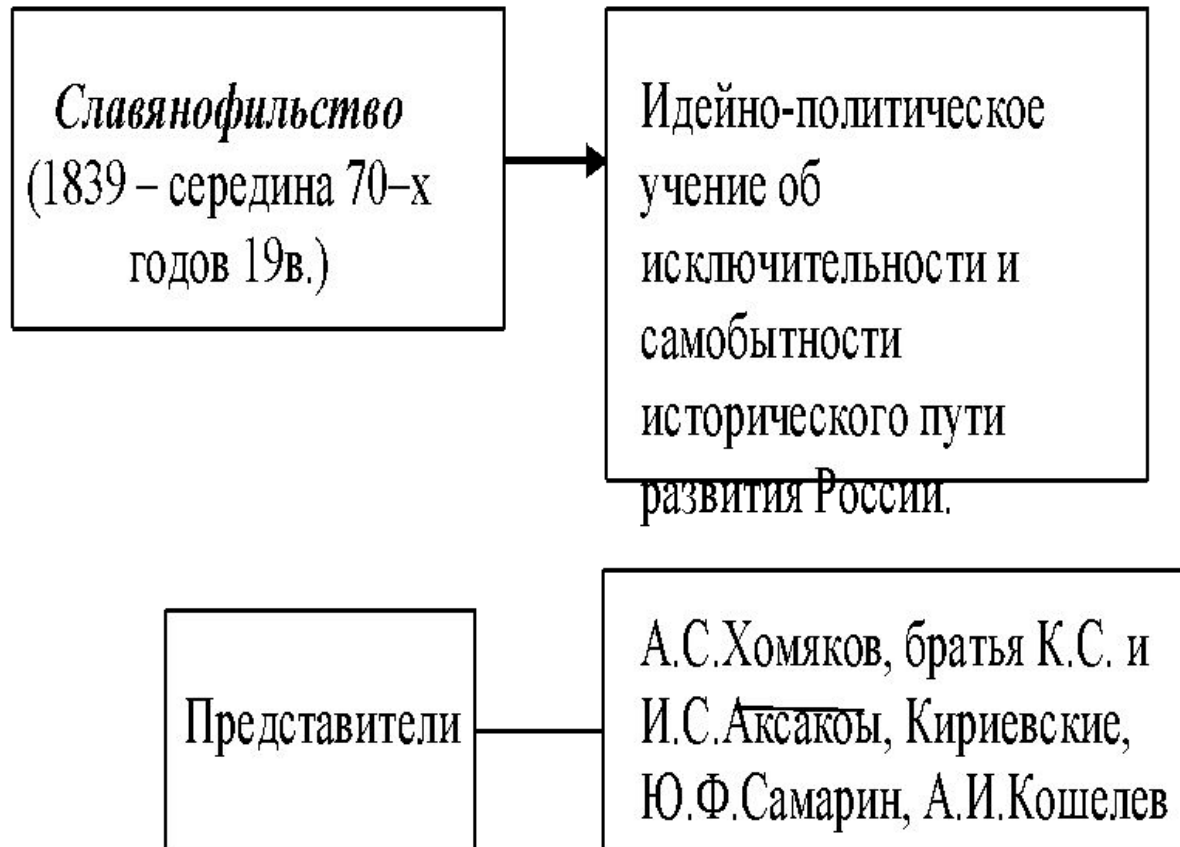 Славянофильство
(1839 – середина 70–х
годов 19в.)
Идейно-политическое
учение об
исключительности и
самобытности
исторического пути
развития России.
Представители
А.С.Хомяков, братья К.С. и
И.С.Аксакоы, Кириевские,
Ю.Ф.Самарин, А.И.Кошелев